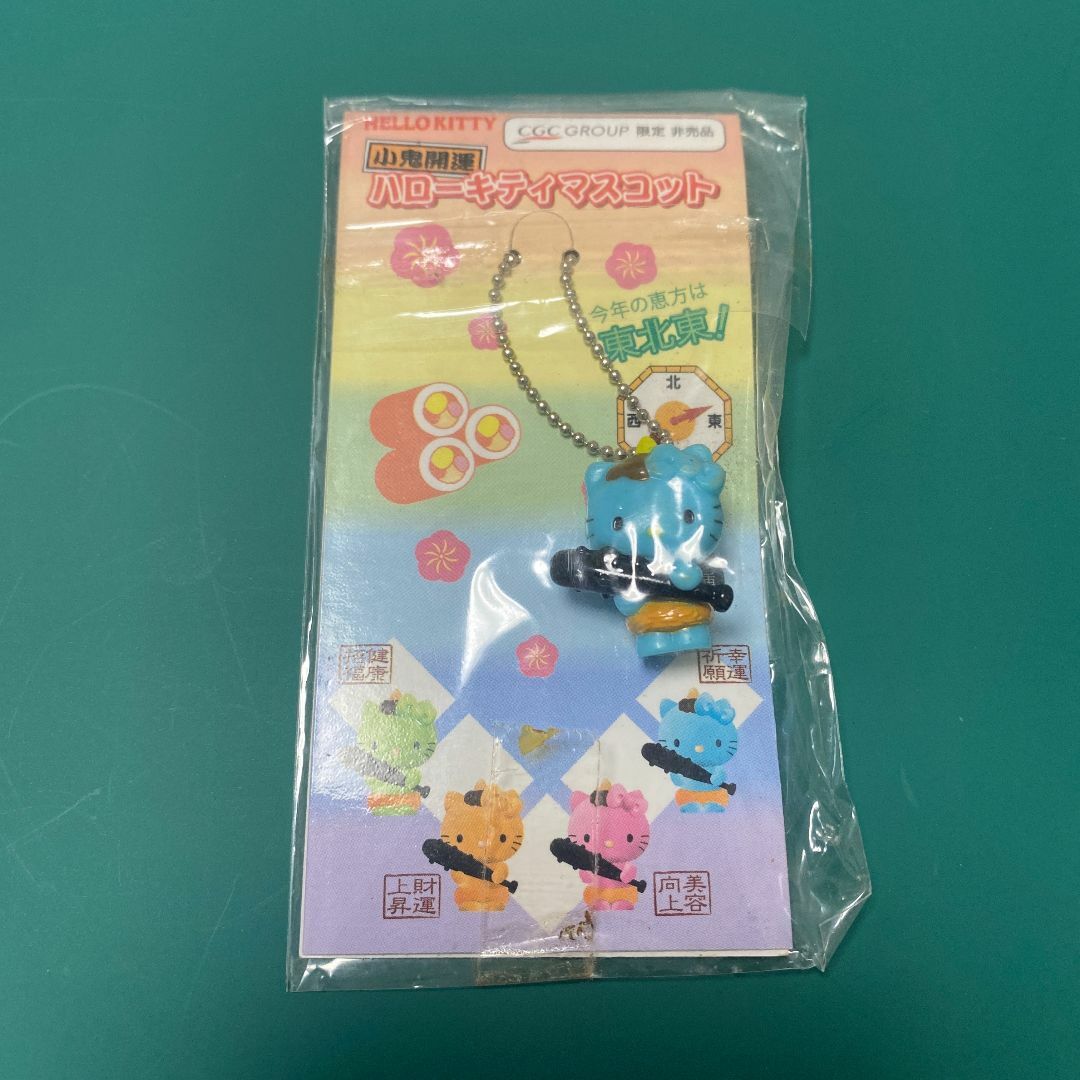 HELLO KITTY
CGC GROUP 限定 非売品
小鬼開運
ハローキティマスコット
今年の恵方は
東北東!
北
西 東
健康
招福
幸運
祈願
財運
上昇
美容
向上